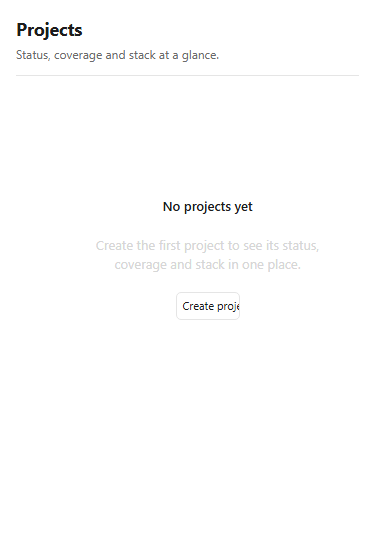 Projects
Status, coverage and stack at a glance.
No projects yet
Create the first project to see its status,
coverage and stack in one place.
Create proje